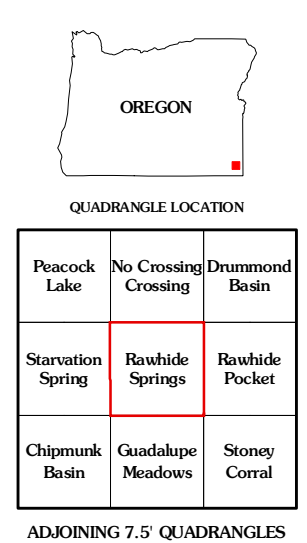 OREGON
QUADRANGLE LOCATION
Peacock
Lake
No Crossing
Crossing
Drummond
Basin
Starvation
Spring
Rawhide
Springs
Rawhide
Pocket
Chipmunk
Basin
Guadalupe
Meadows
Stoney
Corral
ADJOINING 7.5' QUADRANGLES